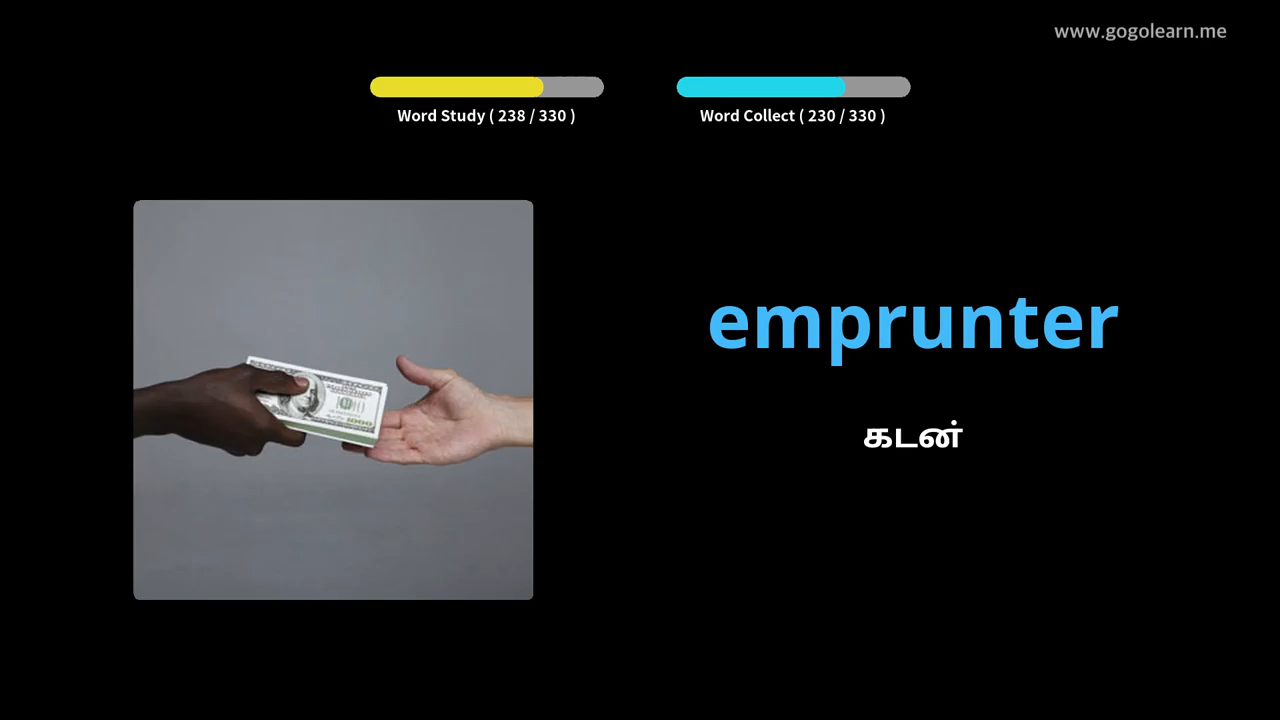 www.gogolearn.me
Word Study ( 238 / 330 )
Word Collect ( 230 / 330 )
emprunter
கடன்